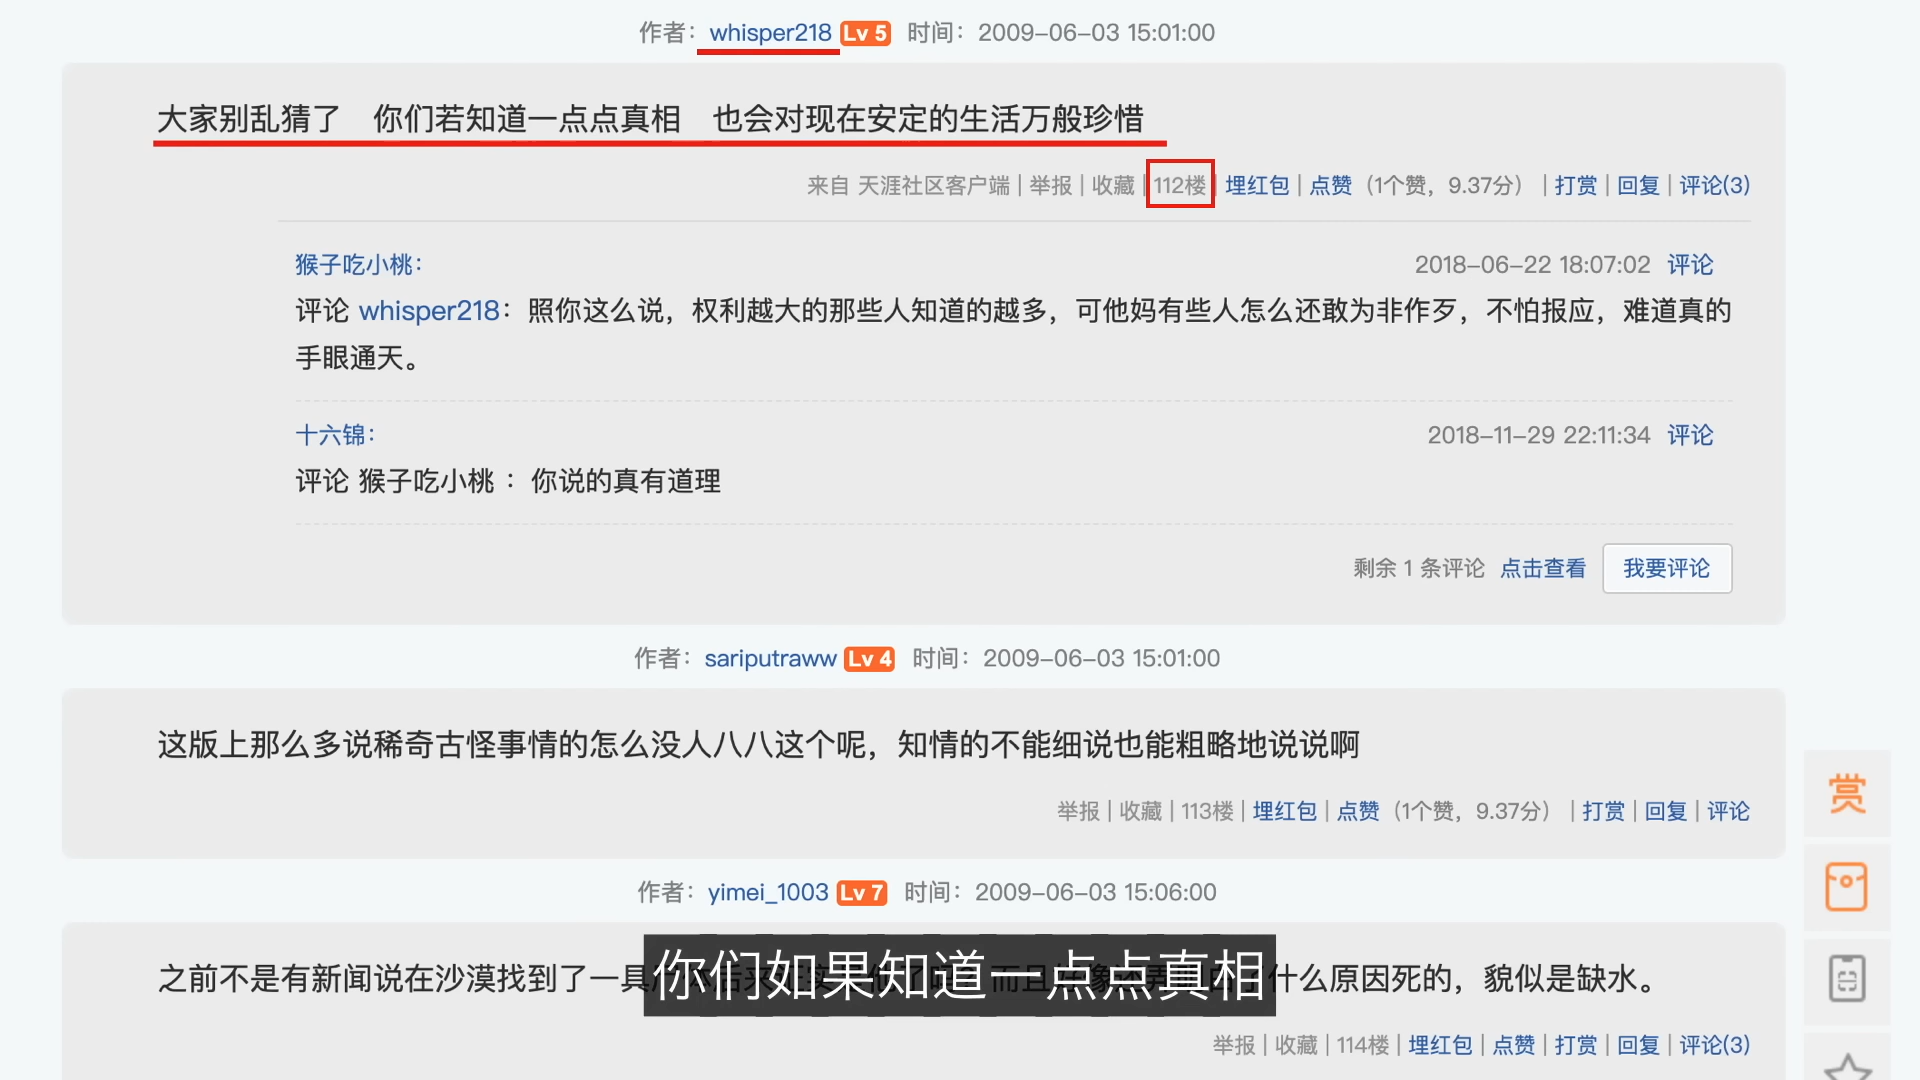 作者：whisper218 Lv 5 时间：2009-06-03 15:01:00
大家别乱猜了 你们若知道一点点真相 也会对现在安定的生活万般珍惜
来自 天涯社区客户端 | 举报 | 收藏 | 112楼 | 埋红包 | 点赞（1个赞，9.37分） | 打赏 | 回复 | 评论(3)
猴子吃小桃： 2018-06-22 18:07:02 评论
评论 whisper218：照你这么说，权利越大的那些人知道的越多，可他妈有些人怎么还敢为非作歹，不怕报应，难道真的
手眼通天。
十六锦： 2018-11-29 22:11:34 评论
评论 猴子吃小桃 ：你说的真有道理
剩余 1 条评论 点击查看 我要评论
作者：sariputraww Lv 4 时间：2009-06-03 15:01:00
这版上那么多说稀奇古怪事情的怎么没人八八这个呢，知情的不能细说也能粗略地说说啊
举报 | 收藏 | 113楼 | 埋红包 | 点赞（1个赞，9.37分） | 打赏 | 回复 | 评论
赏
作者：yimei_1003 Lv 7 时间：2009-06-03 15:06:00
之前不是有新闻说在沙漠找到了一具 什么原因死的，貌似是缺水。
你们如果知道一点点真相
举报 | 收藏 | 114楼 | 埋红包 | 点赞 | 打赏 | 回复 | 评论(3)